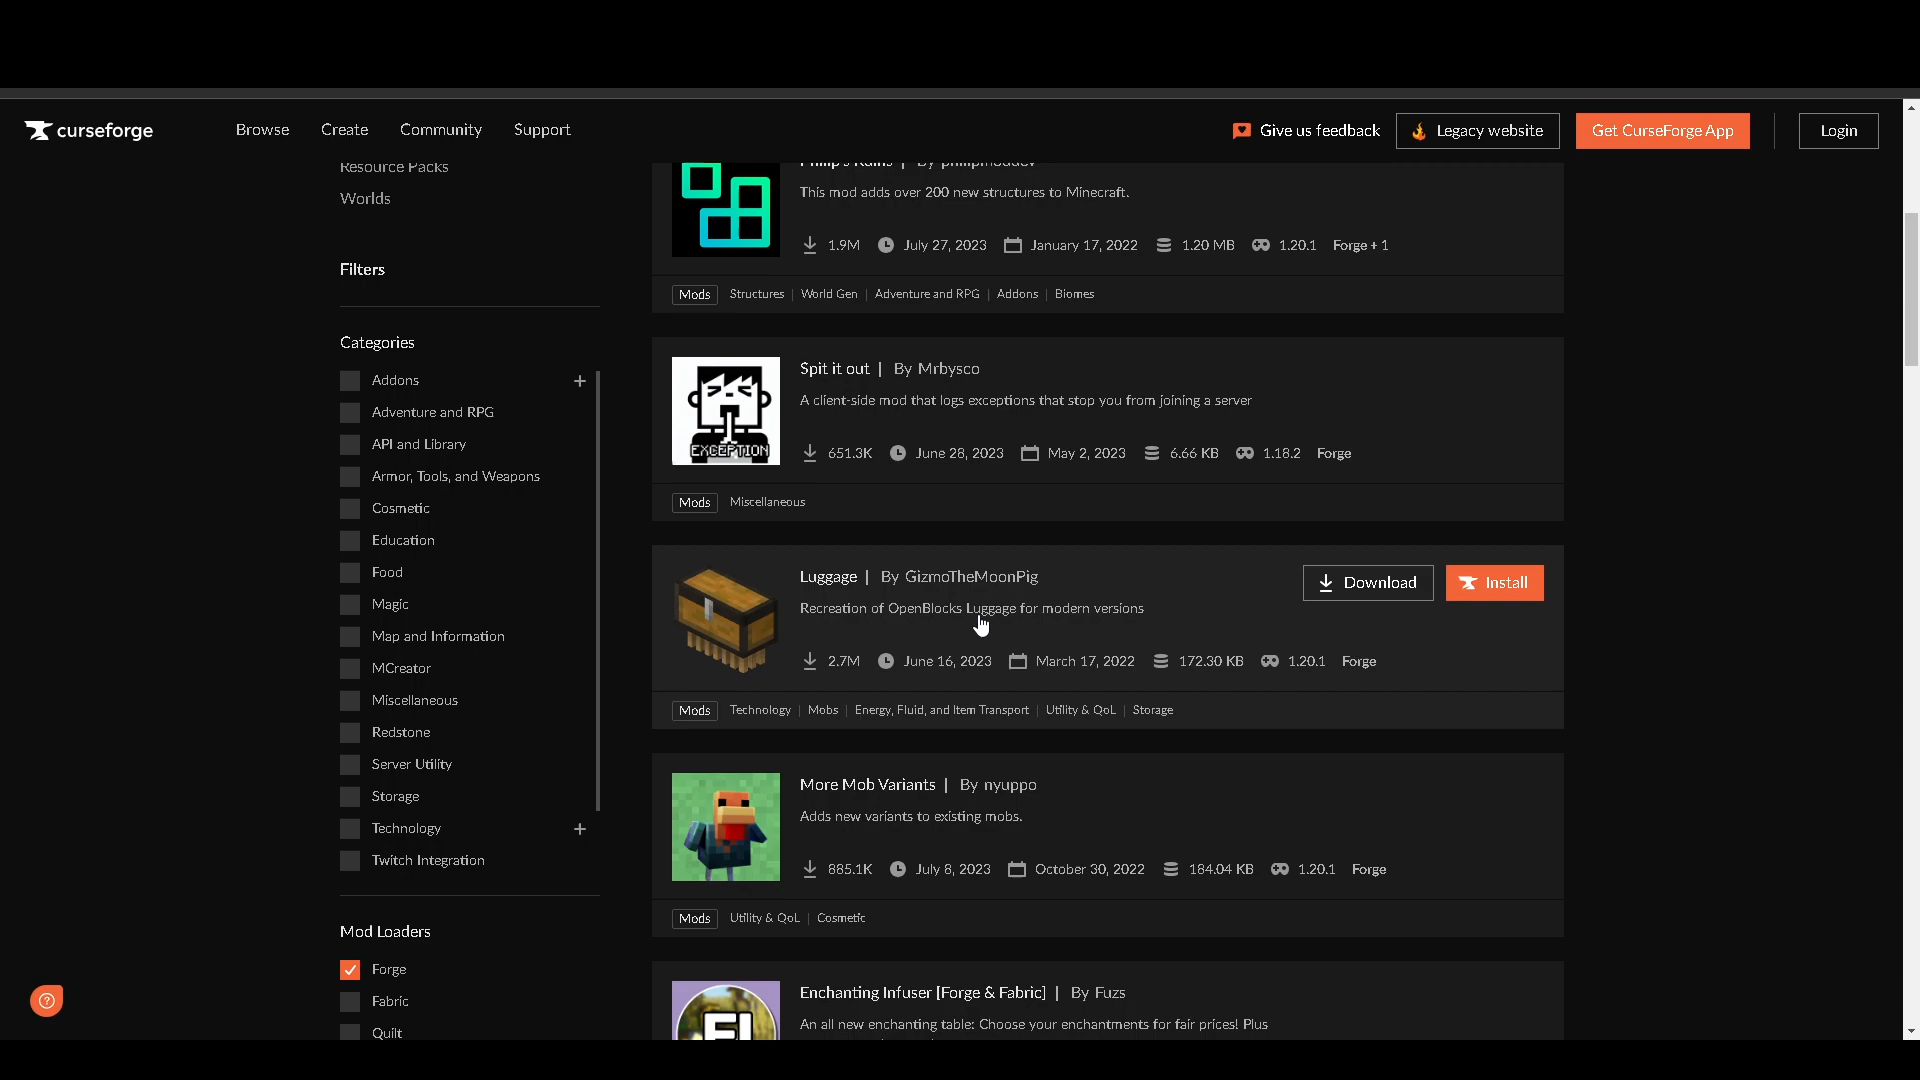 curseforge
Browse
Create
Community
Support
Give us feedback
Legacy website
Get CurseForge App
Login
Resource Packs
Worlds
Filters
Categories
Addons
Adventure and RPG
API and Library
Armor, Tools, and Weapons
Cosmetic
Education
Food
Magic
Map and Information
MCreator
Miscellaneous
Redstone
Server Utility
Storage
Technology
Twitch Integration
Mod Loaders
Forge
Fabric
Quilt
This mod adds over 200 new structures to Minecraft.
1.9M July 27, 2023 January 17, 2022 1.20 MB 1.20.1 Forge + 1
Mods Structures | World Gen | Adventure and RPG | Addons | Biomes
Spit it out | By Mrbysco
A client-side mod that logs exceptions that stop you from joining a server
EXCEPTION
651.3K June 28, 2023 May 2, 2023 6.66 KB 1.18.2 Forge
Mods Miscellaneous
Luggage | By GizmoTheMoonPig
Download
Install
Recreation of OpenBlocks Luggage for modern versions
2.7M June 16, 2023 March 17, 2022 172.30 KB 1.20.1 Forge
Mods Technology | Mobs | Energy, Fluid, and Item Transport | Utility & QoL | Storage
More Mob Variants | By nyuppo
Adds new variants to existing mobs.
885.1K July 8, 2023 October 30, 2022 184.04 KB 1.20.1 Forge
Mods Utility & QoL | Cosmetic
Enchanting Infuser [Forge & Fabric] | By Fuzs
An all new enchanting table: Choose your enchantments for fair prices! Plus